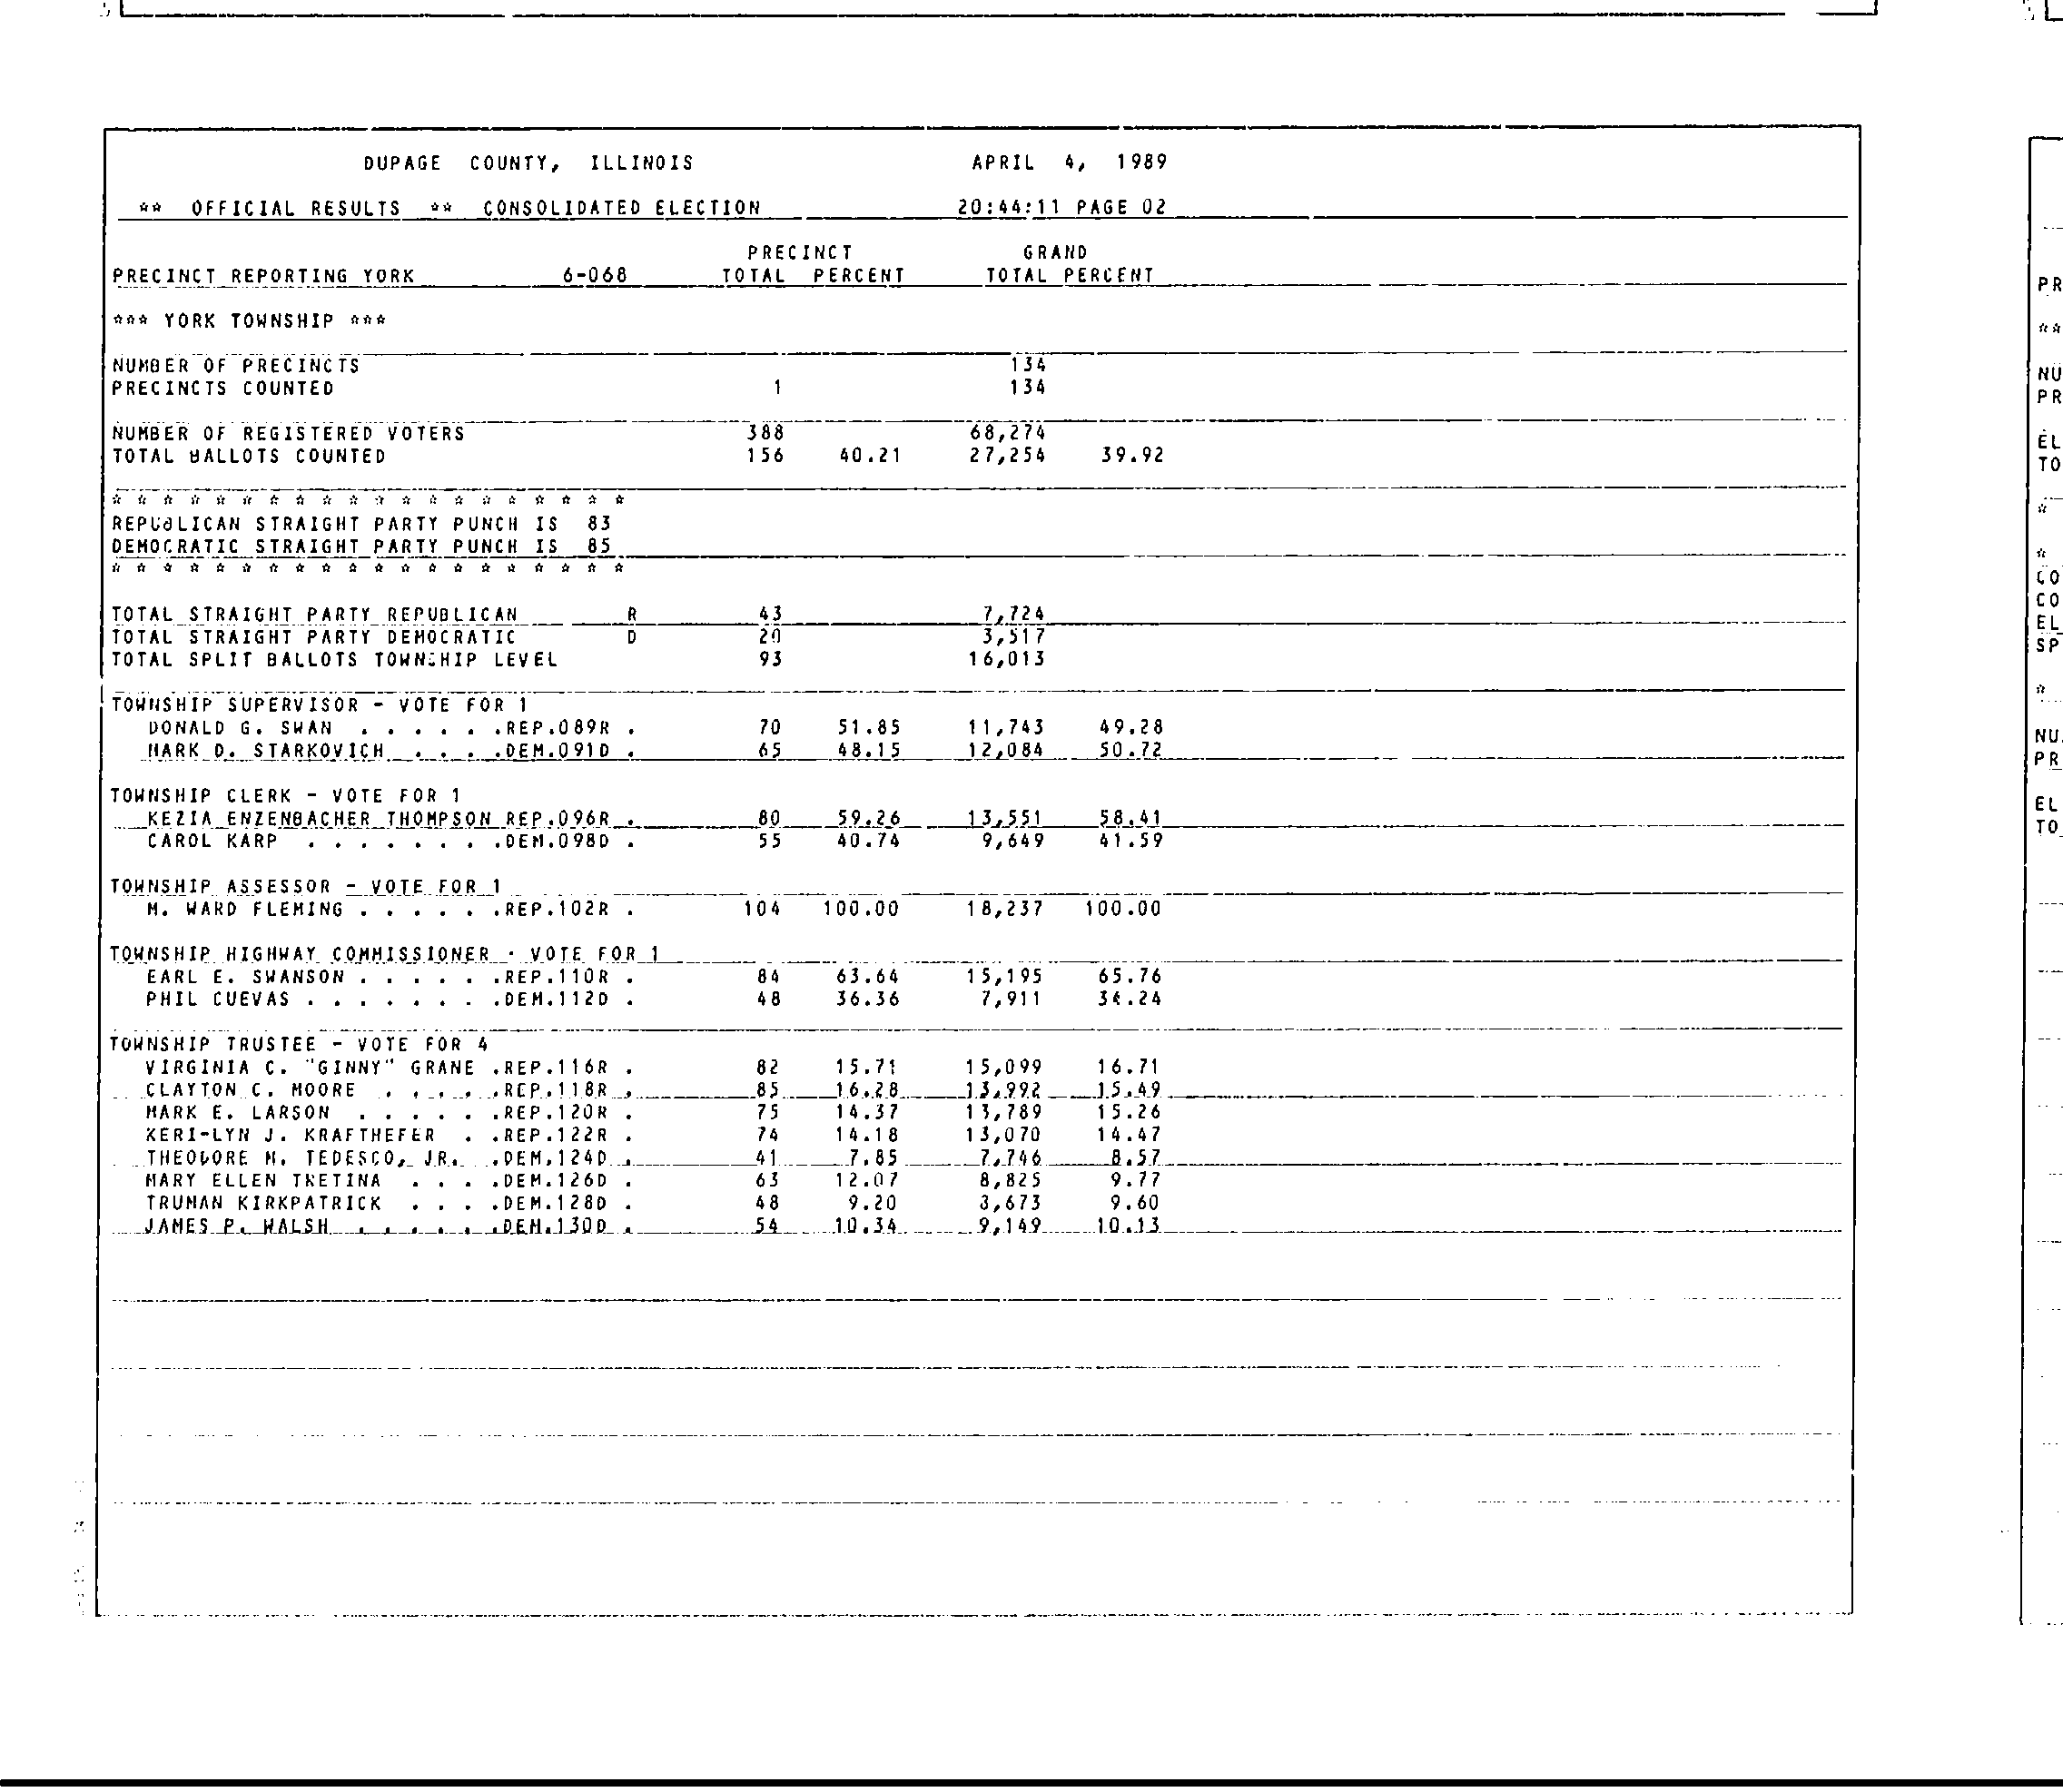 DUPAGE COUNTY, ILLINOIS APRIL 4, 1989
** OFFICIAL RESULTS ** CONSOLIDATED ELECTION 20:44:11 PAGE 02
PRECINCT GRAND
PRECINCT REPORTING YORK 6-068 TOTAL PERCENT TOTAL PERCENT
*** YORK TOWNSHIP ***
NUMBER OF PRECINCTS 134
PRECINCTS COUNTED 1 134
NUMBER OF REGISTERED VOTERS 388 68,274
TOTAL BALLOTS COUNTED 156 40.21 27,254 39.92
* * * * * * * * * * * * * * * * * * * *
REPUBLICAN STRAIGHT PARTY PUNCH IS 83
DEMOCRATIC STRAIGHT PARTY PUNCH IS 85
* * * * * * * * * * * * * * * * * * * *
TOTAL STRAIGHT PARTY REPUBLICAN R 43 7,724
TOTAL STRAIGHT PARTY DEMOCRATIC D 20 3,517
TOTAL SPLIT BALLOTS TOWNSHIP LEVEL 93 16,013
TOWNSHIP SUPERVISOR - VOTE FOR 1
DONALD G. SWAN . . . . . .REP.089R . 70 51.85 11,743 49.28
MARK D. STARKOVICH . . . .DEM.091D . 65 48.15 12,084 50.72
TOWNSHIP CLERK - VOTE FOR 1
KEZIA ENZENBACHER THOMPSON REP.096R . 80 59.26 13,551 58.41
CAROL KARP . . . . . . . .DEM.098D . 55 40.74 9,649 41.59
TOWNSHIP ASSESSOR - VOTE FOR 1
M. WARD FLEMING . . . . . .REP.102R . 104 100.00 18,237 100.00
TOWNSHIP HIGHWAY COMMISSIONER - VOTE FOR 1
EARL E. SWANSON . . . . . .REP.110R . 84 63.64 15,195 65.76
PHIL CUEVAS . . . . . . . .DEM.112D . 48 36.36 7,911 34.24
TOWNSHIP TRUSTEE - VOTE FOR 4
VIRGINIA C. "GINNY" GRANE .REP.116R . 82 15.71 15,099 16.71
CLAYTON C. MOORE . . . . .REP.118R . 85 16.28 13,992 15.49
MARK E. LARSON . . . . . .REP.120R . 75 14.37 13,789 15.26
KERI-LYN J. KRAFTHEFER . .REP.122R . 74 14.18 13,070 14.47
THEODORE M. TEDESCO, JR. .DEM.124D . 41 7.85 7,746 8.57
MARY ELLEN TRETINA . . . .DEM.126D . 63 12.07 8,825 9.77
TRUMAN KIRKPATRICK . . . .DEM.128D . 48 9.20 8,673 9.60
JAMES P. WALSH . . . . . .DEM.130D . 54 10.34 9,149 10.13
PR
**
NU
PR
EL
TO
*
*
CO
CO
EL
SP
*
NU
PR
EL
TO